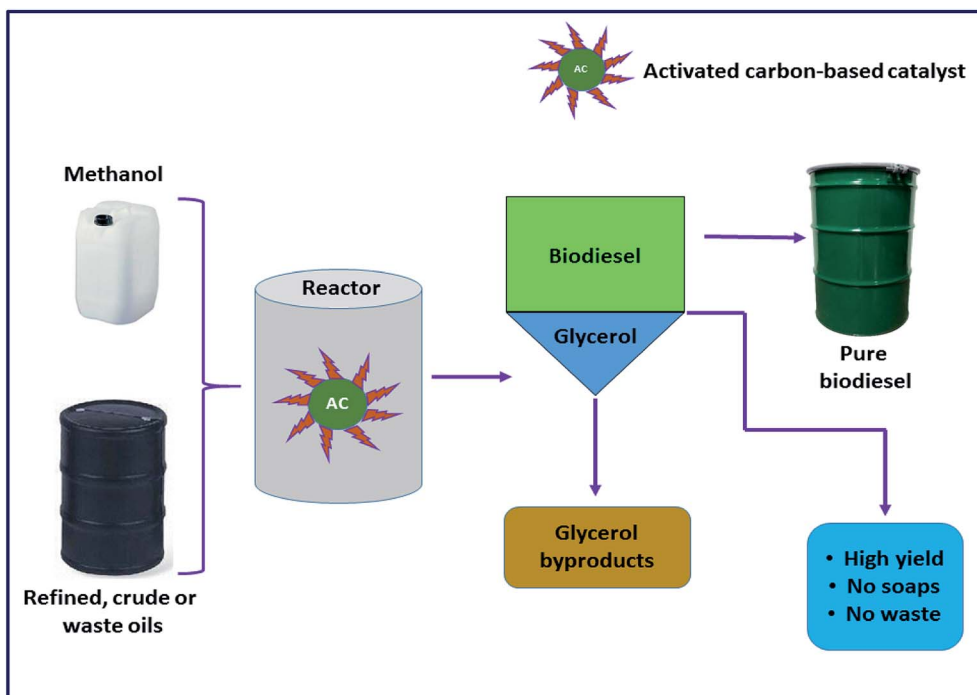 AC
Activated carbon-based catalyst
Methanol
Reactor
AC
Refined, crude or
waste oils
Biodiesel
Glycerol
Pure
biodiesel
Glycerol
byproducts
• High yield
• No soaps
• No waste